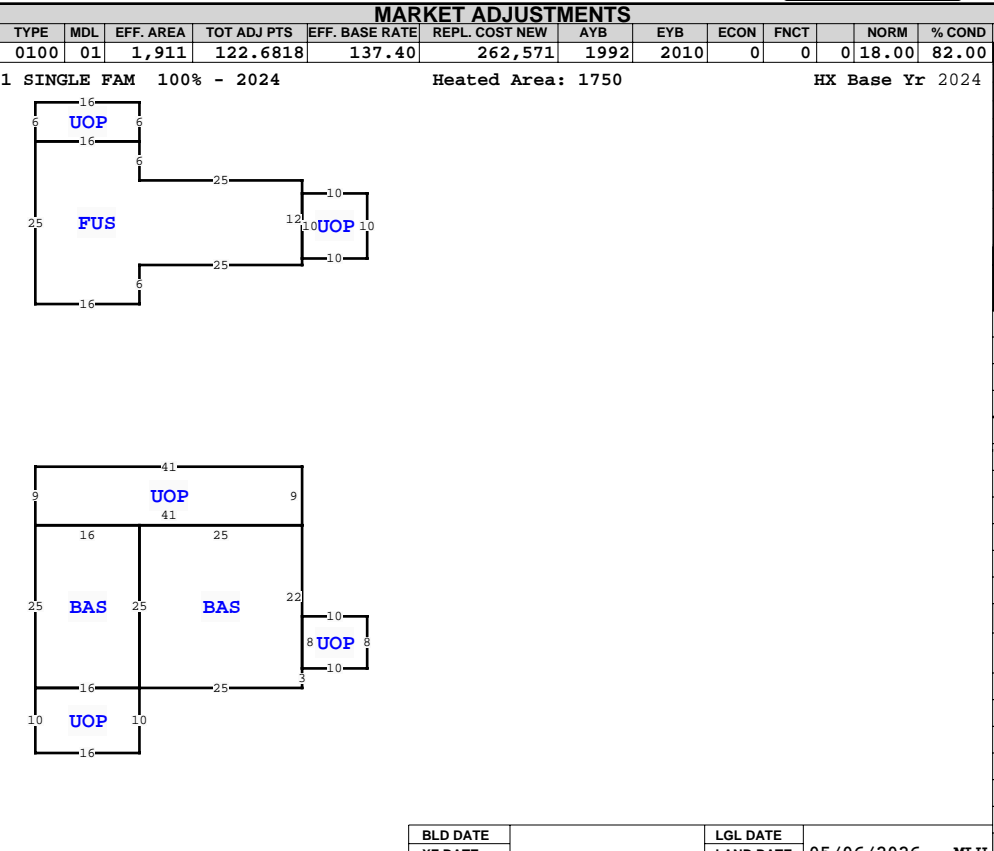 MARKET ADJUSTMENTS
TYPE MDL EFF. AREA TOT ADJ PTS EFF. BASE RATE REPL. COST NEW AYB EYB ECON FNCT NORM % COND
0100 01 1,911 122.6818 137.40 262,571 1992 2010 0 0 0 18.00 82.00
1 SINGLE FAM 100% - 2024 Heated Area: 1750 HX Base Yr 2024
16
6 UOP 6
16
6
25
10
25 FUS 12 10 UOP 10
10
25
6
16
41
9 UOP 9
41
16 25
25 BAS 25 BAS 22
10
8 UOP 8
10
3
16 25
10 UOP 10
16
BLD DATE LGL DATE